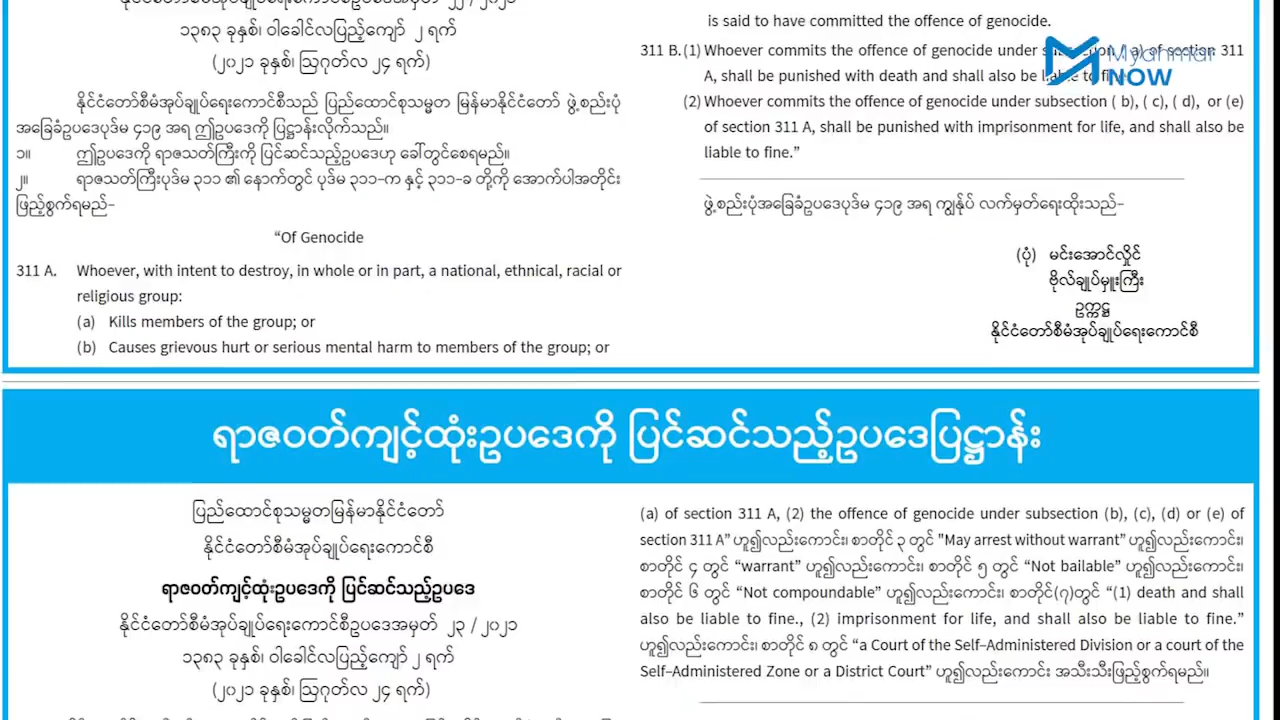 ၁၃၈၃ ခုနှစ်၊ ဝါခေါင်လပြည့်ကျော် ၂ ရက်
(၂၀၂၁ ခုနှစ်၊ ဩဂုတ်လ ၂၄ ရက်)
နိုင်ငံတော်စီမံအုပ်ချုပ်ရေးကောင်စီသည် ပြည်ထောင်စုသမ္မတ မြန်မာနိုင်ငံတော် ဖွဲ့စည်းပုံ
အခြေခံဥပဒေပုဒ်မ ၄၁၉ အရ ဤဥပဒေကို ပြဋ္ဌာန်းလိုက်သည်။
၁။ ဤဥပဒေကို ရာဇသတ်ကြီးကို ပြင်ဆင်သည့်ဥပဒေဟု ခေါ်တွင်စေရမည်။
၂။ ရာဇသတ်ကြီးပုဒ်မ ၃၁၁ ၏ နောက်တွင် ပုဒ်မ ၃၁၁-က နှင့် ၃၁၁-ခ တို့ကို အောက်ပါအတိုင်း
ဖြည့်စွက်ရမည်-
“Of Genocide
311 A. Whoever, with intent to destroy, in whole or in part, a national, ethnical, racial or
religious group:
(a) Kills members of the group; or
(b) Causes grievous hurt or serious mental harm to members of the group; or
is said to have committed the offence of genocide.
311 B. (1) Whoever commits the offence of genocide under subsection ( a) of section 311
A, shall be punished with death and shall also be liable to fine.
(2) Whoever commits the offence of genocide under subsection ( b), ( c), ( d), or (e)
of section 311 A, shall be punished with imprisonment for life, and shall also be
liable to fine.”
ဖွဲ့စည်းပုံအခြေခံဥပဒေပုဒ်မ ၄၁၉ အရ ကျွန်ုပ် လက်မှတ်ရေးထိုးသည်-
(ပုံ) မင်းအောင်လှိုင်
ဗိုလ်ချုပ်မှူးကြီး
ဥက္ကဋ္ဌ
နိုင်ငံတော်စီမံအုပ်ချုပ်ရေးကောင်စီ
Myanmar
NOW
ရာဇဝတ်ကျင့်ထုံးဥပဒေကို ပြင်ဆင်သည့်ဥပဒေပြဋ္ဌာန်း
ပြည်ထောင်စုသမ္မတမြန်မာနိုင်ငံတော်
နိုင်ငံတော်စီမံအုပ်ချုပ်ရေးကောင်စီ
ရာဇဝတ်ကျင့်ထုံးဥပဒေကို ပြင်ဆင်သည့်ဥပဒေ
နိုင်ငံတော်စီမံအုပ်ချုပ်ရေးကောင်စီဥပဒေအမှတ် ၂၃ / ၂၀၂၁
၁၃၈၃ ခုနှစ်၊ ဝါခေါင်လပြည့်ကျော် ၂ ရက်
(၂၀၂၁ ခုနှစ်၊ ဩဂုတ်လ ၂၄ ရက်)
(a) of section 311 A, (2) the offence of genocide under subsection (b), (c), (d) or (e) of
section 311 A” ဟူ၍လည်းကောင်း၊ စာတိုင် ၃ တွင် "May arrest without warrant” ဟူ၍လည်းကောင်း၊
စာတိုင် ၄ တွင် “warrant” ဟူ၍လည်းကောင်း၊ စာတိုင် ၅ တွင် “Not bailable” ဟူ၍လည်းကောင်း၊
စာတိုင် ၆ တွင် “Not compoundable” ဟူ၍လည်းကောင်း၊ စာတိုင်(၇)တွင် “(1) death and shall
also be liable to fine., (2) imprisonment for life, and shall also be liable to fine.”
ဟူ၍လည်းကောင်း၊ စာတိုင် ၈ တွင် “a Court of the Self-Administered Division or a court of the
Self-Administered Zone or a District Court” ဟူ၍လည်းကောင်း အသီးသီးဖြည့်စွက်ရမည်။